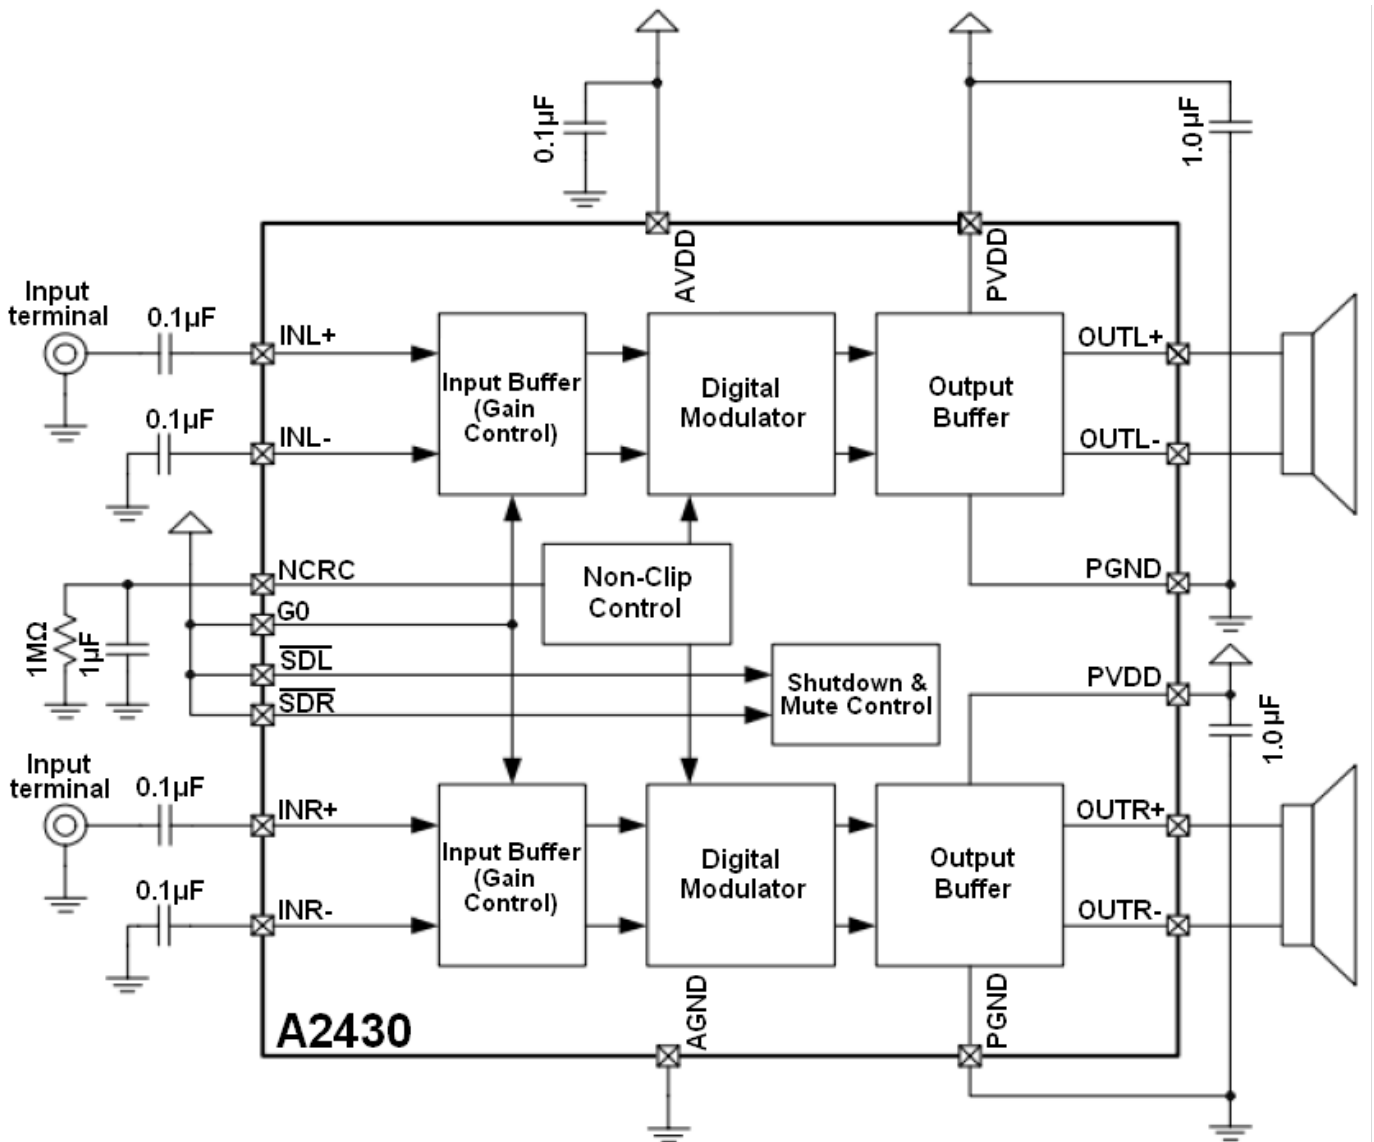 0.1µF
1.0µF
AVDD
PVDD
Input
terminal
0.1µF
INL+
Input Buffer
(Gain
Control)
Digital
Modulator
Output
Buffer
OUTL+
0.1µF
INL-
OUTL-
NCRC
Non-Clip
Control
PGND
G0
1MΩ
1µF
SDL
SDR
Shutdown &
Mute Control
PVDD
1.0µF
Input
terminal
0.1µF
INR+
Input Buffer
(Gain
Control)
Digital
Modulator
Output
Buffer
OUTR+
0.1µF
INR-
OUTR-
AGND
PGND
A2430